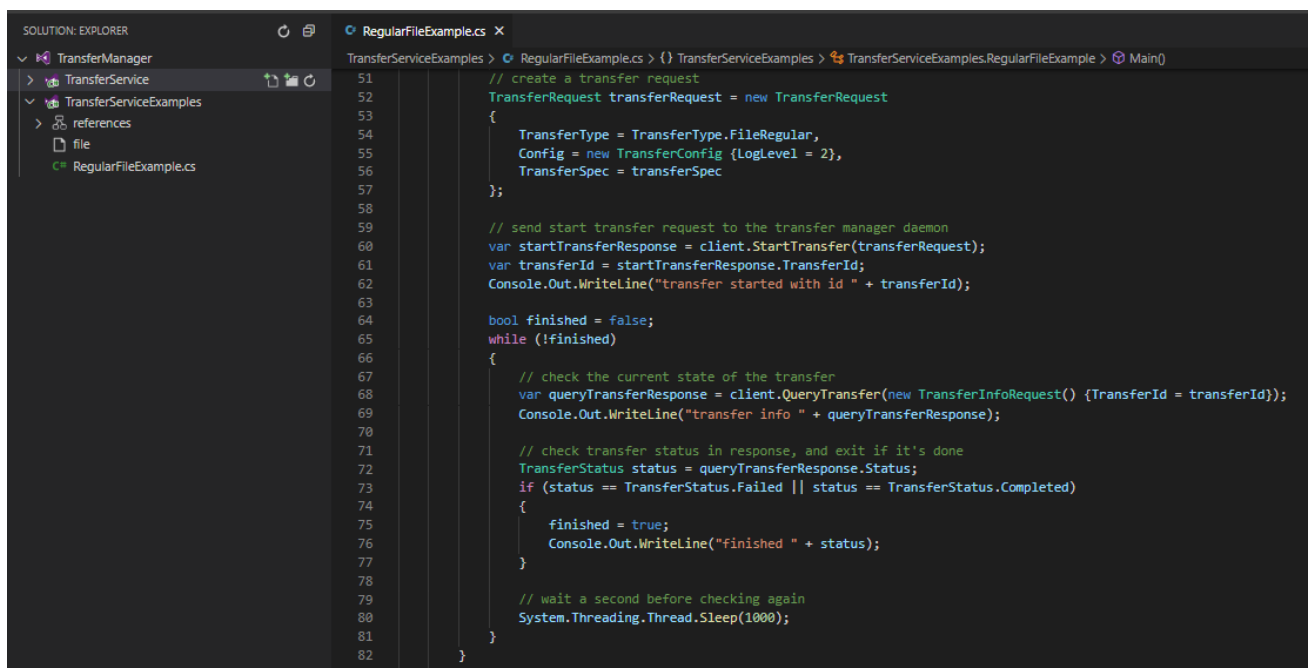 SOLUTION: EXPLORER
TransferManager
TransferService
TransferServiceExamples
references
file
C# RegularFileExample.cs
RegularFileExample.cs
TransferServiceExamples > RegularFileExample.cs > {} TransferServiceExamples > TransferServiceExamples.RegularFileExample > Main()
51 // create a transfer request
52 TransferRequest transferRequest = new TransferRequest
53 {
54 TransferType = TransferType.FileRegular,
55 Config = new TransferConfig {LogLevel = 2},
56 TransferSpec = transferSpec
57 };
58
59 // send start transfer request to the transfer manager daemon
60 var startTransferResponse = client.StartTransfer(transferRequest);
61 var transferId = startTransferResponse.TransferId;
62 Console.Out.WriteLine("transfer started with id " + transferId);
63
64 bool finished = false;
65 while (!finished)
66 {
67 // check the current state of the transfer
68 var queryTransferResponse = client.QueryTransfer(new TransferInfoRequest() {TransferId = transferId});
69 Console.Out.WriteLine("transfer info " + queryTransferResponse);
70
71 // check transfer status in response, and exit if it's done
72 TransferStatus status = queryTransferResponse.Status;
73 if (status == TransferStatus.Failed || status == TransferStatus.Completed)
74 {
75 finished = true;
76 Console.Out.WriteLine("finished " + status);
77 }
78
79 // wait a second before checking again
80 System.Threading.Thread.Sleep(1000);
81 }
82 }